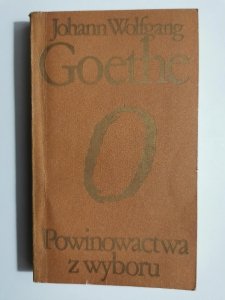 Johann Wolfgang
Goethe
O
Powinowactwa
z wyboru